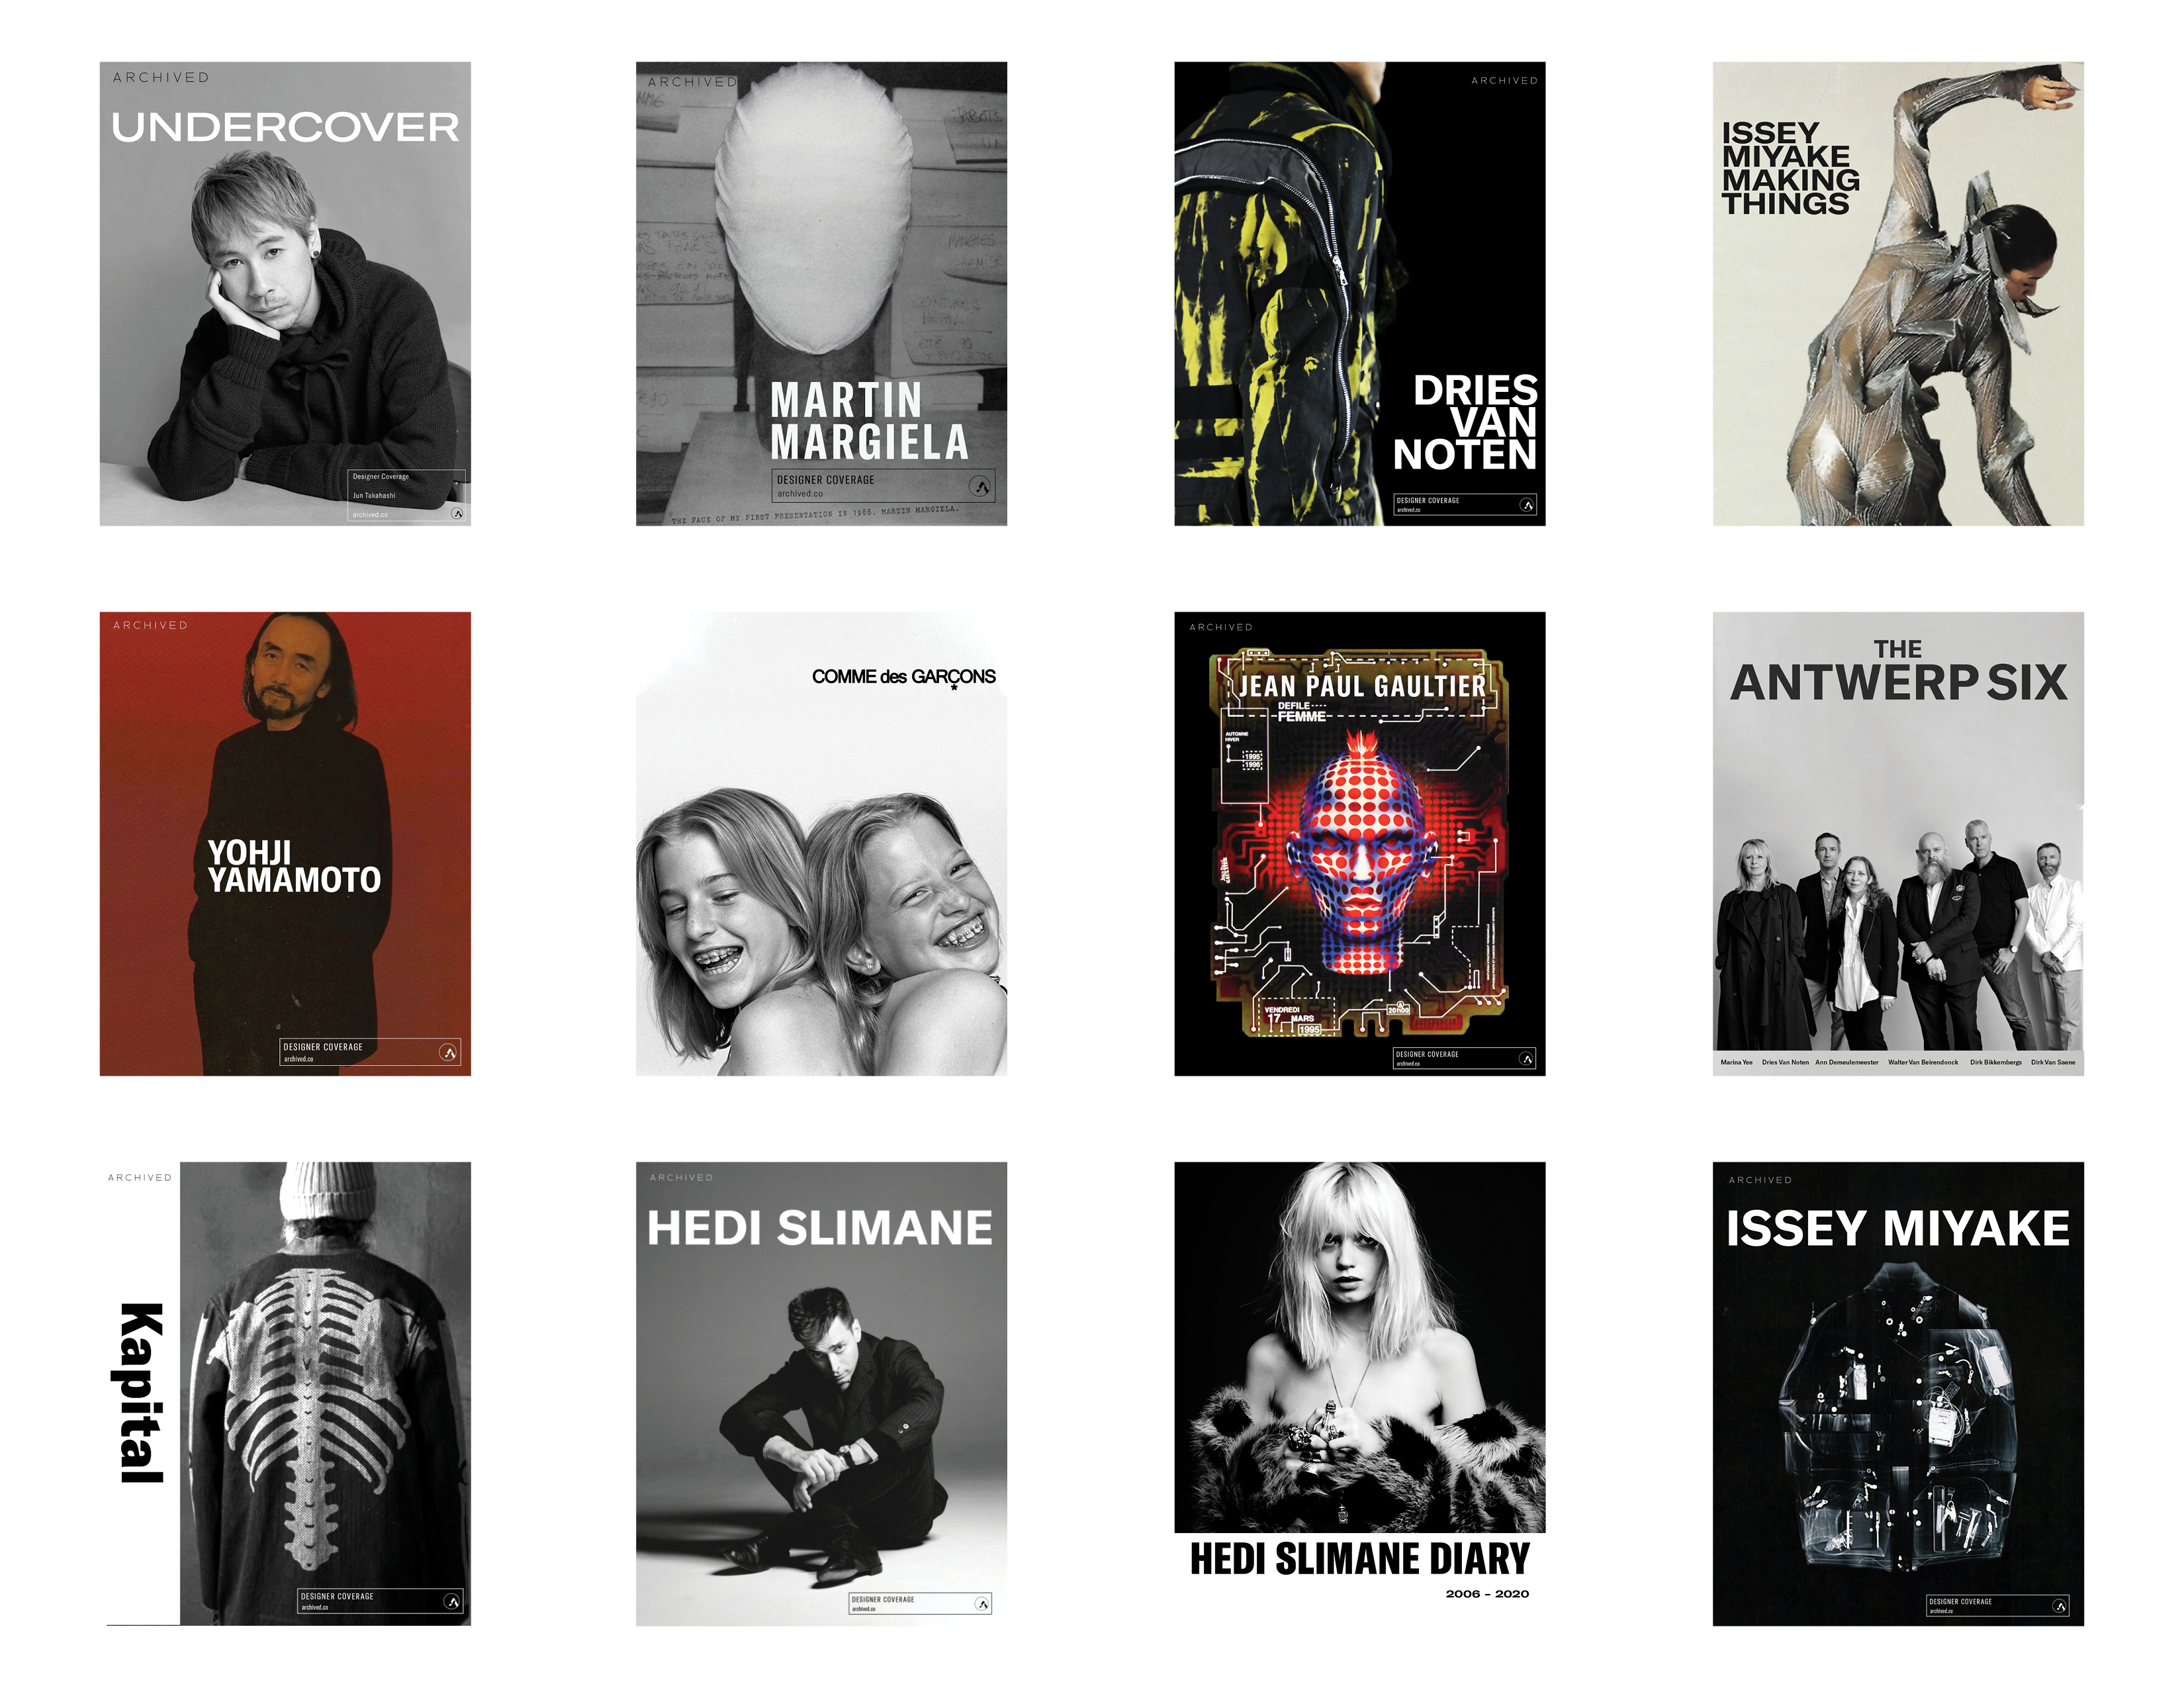 ARCHIVED
UNDERCOVER
Designer Coverage
Jun Takahashi
archived.co
ARCHIVED
MARTIN
MARGIELA
DESIGNER COVERAGE
archived.co
THE FACE OF MY FIRST PRESENTATION IN 1988. MARTIN MARGIELA.
ARCHIVED
DRIES
VAN
NOTEN
DESIGNER COVERAGE
archived.co
ISSEY
MIYAKE
MAKING
THINGS
ARCHIVED
YOHJI
YAMAMOTO
DESIGNER COVERAGE
archived.co
COMME des GARÇONS
ARCHIVED
JEAN PAUL GAULTIER
DEFILE
FEMME
AUTOMNE
HIVER
1995
1996
VENDREDI
17 MARS
1995
20H00
DESIGNER COVERAGE
archived.co
THE
ANTWERP SIX
Marina Yee Dries Van Noten Ann Demeulemeester Walter Van Beirendonck Dirk Bikkembergs Dirk Van Saene
ARCHIVED
Kapital
DESIGNER COVERAGE
archived.co
ARCHIVED
HEDI SLIMANE
DESIGNER COVERAGE
archived.co
HEDI SLIMANE DIARY
2006 – 2020
ARCHIVED
ISSEY MIYAKE
DESIGNER COVERAGE
archived.co